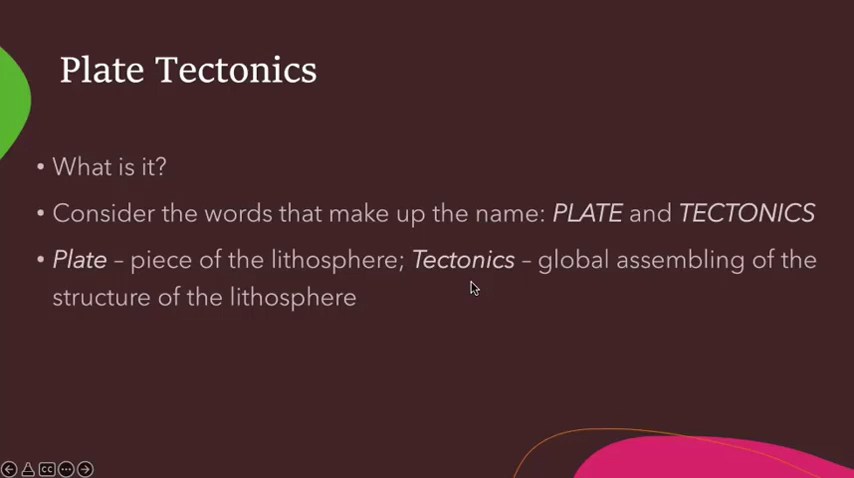 Plate Tectonics
• What is it?
• Consider the words that make up the name: PLATE and TECTONICS
• Plate – piece of the lithosphere; Tectonics – global assembling of the
structure of the lithosphere
CC